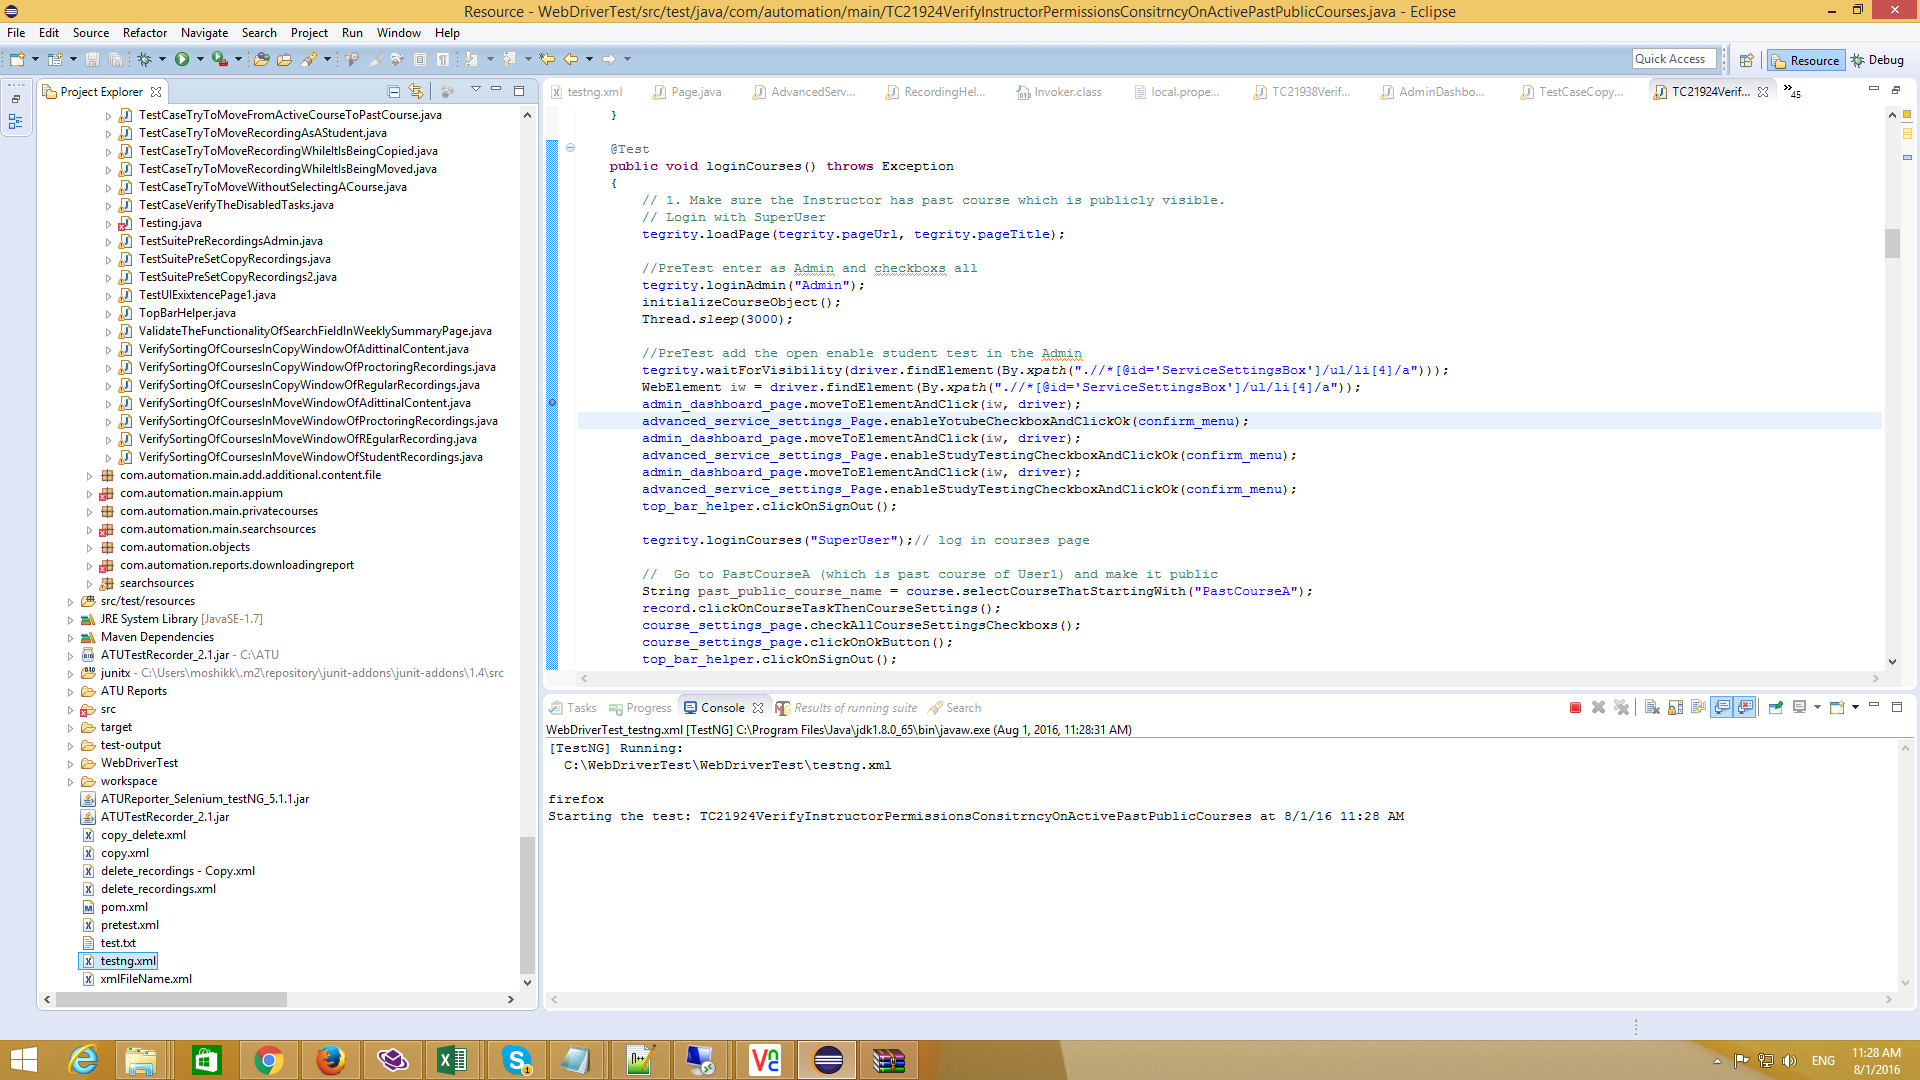 Resource - WebDriverTest/src/test/java/com/automation/main/TC21924VerifyInstructorPermissionsConsitrncyOnActivePastPublicCourses.java - Eclipse
File Edit Source Refactor Navigate Search Project Run Window Help
Quick Access Resource Debug
Project Explorer
TestCaseTryToMoveFromActiveCourseToPastCourse.java
TestCaseTryToMoveRecordingAsAStudent.java
TestCaseTryToMoveRecordingWhileItIsBeingCopied.java
TestCaseTryToMoveRecordingWhileItIsBeingMoved.java
TestCaseTryToMoveWithoutSelectingACourse.java
TestCaseVerifyTheDisabledTasks.java
Testing.java
TestSuitePreRecordingsAdmin.java
TestSuitePreSetCopyRecordings.java
TestSuitePreSetCopyRecordings2.java
TestUIExixtencePage1.java
TopBarHelper.java
ValidateTheFunctionalityOfSearchFieldInWeeklySummaryPage.java
VerifySortingOfCoursesInCopyWindowOfAdittinalContent.java
VerifySortingOfCoursesInCopyWindowOfProctoringRecordings.java
VerifySortingOfCoursesInCopyWindowOfRegularRecordings.java
VerifySortingOfCoursesInMoveWindowOfAdittinalContent.java
VerifySortingOfCoursesInMoveWindowOfProctoringRecordings.java
VerifySortingOfCoursesInMoveWindowOfREgularRecording.java
VerifySortingOfCoursesInMoveWindowOfStudentRecordings.java
com.automation.main.add.additional.content.file
com.automation.main.appium
com.automation.main.privatecourses
com.automation.main.searchsources
com.automation.objects
com.automation.reports.downloadingreport
searchsources
src/test/resources
JRE System Library [JavaSE-1.7]
Maven Dependencies
ATUTestRecorder_2.1.jar - C:\ATU
junitx - C:\Users\moshikk\.m2\repository\junit-addons\junit-addons\1.4\src
ATU Reports
src
target
test-output
WebDriverTest
workspace
ATUReporter_Selenium_testNG_5.1.1.jar
ATUTestRecorder_2.1.jar
copy_delete.xml
copy.xml
delete_recordings - Copy.xml
delete_recordings.xml
pom.xml
pretest.xml
test.txt
testng.xml
xmlFileName.xml
testng.xml Page.java AdvancedServ... RecordingHel... Invoker.class local.prope... TC21938Verif... AdminDashbo... TestCaseCopy... TC21924Verif... »45
}
@Test
public void loginCourses() throws Exception
{
// 1. Make sure the Instructor has past course which is publicly visible.
// Login with SuperUser
tegrity.loadPage(tegrity.pageUrl, tegrity.pageTitle);
//PreTest enter as Admin and checkboxs all
tegrity.loginAdmin("Admin");
initializeCourseObject();
Thread.sleep(3000);
//PreTest add the open enable student test in the Admin
tegrity.waitForVisibility(driver.findElement(By.xpath(".//*[@id='ServiceSettingsBox']/ul/li[4]/a")));
WebElement iw = driver.findElement(By.xpath(".//*[@id='ServiceSettingsBox']/ul/li[4]/a"));
admin_dashboard_page.moveToElementAndClick(iw, driver);
advanced_service_settings_Page.enableYotubeCheckboxAndClickOk(confirm_menu);
admin_dashboard_page.moveToElementAndClick(iw, driver);
advanced_service_settings_Page.enableStudyTestingCheckboxAndClickOk(confirm_menu);
admin_dashboard_page.moveToElementAndClick(iw, driver);
advanced_service_settings_Page.enableStudyTestingCheckboxAndClickOk(confirm_menu);
top_bar_helper.clickOnSignOut();
tegrity.loginCourses("SuperUser");// log in courses page
//  Go to PastCourseA (which is past course of User1) and make it public
String past_public_course_name = course.selectCourseThatStartingWith("PastCourseA");
record.clickOnCourseTaskThenCourseSettings();
course_settings_page.checkAllCourseSettingsCheckboxs();
course_settings_page.clickOnOkButton();
top_bar_helper.clickOnSignOut();
Tasks Progress Console Results of running suite Search
WebDriverTest_testng.xml [TestNG] C:\Program Files\Java\jdk1.8.0_65\bin\javaw.exe (Aug 1, 2016, 11:28:31 AM)
[TestNG] Running:
C:\WebDriverTest\WebDriverTest\testng.xml
firefox
Starting the test: TC21924VerifyInstructorPermissionsConsitrncyOnActivePastPublicCourses at 8/1/16 11:28 AM
ENG
11:28 AM
8/1/2016